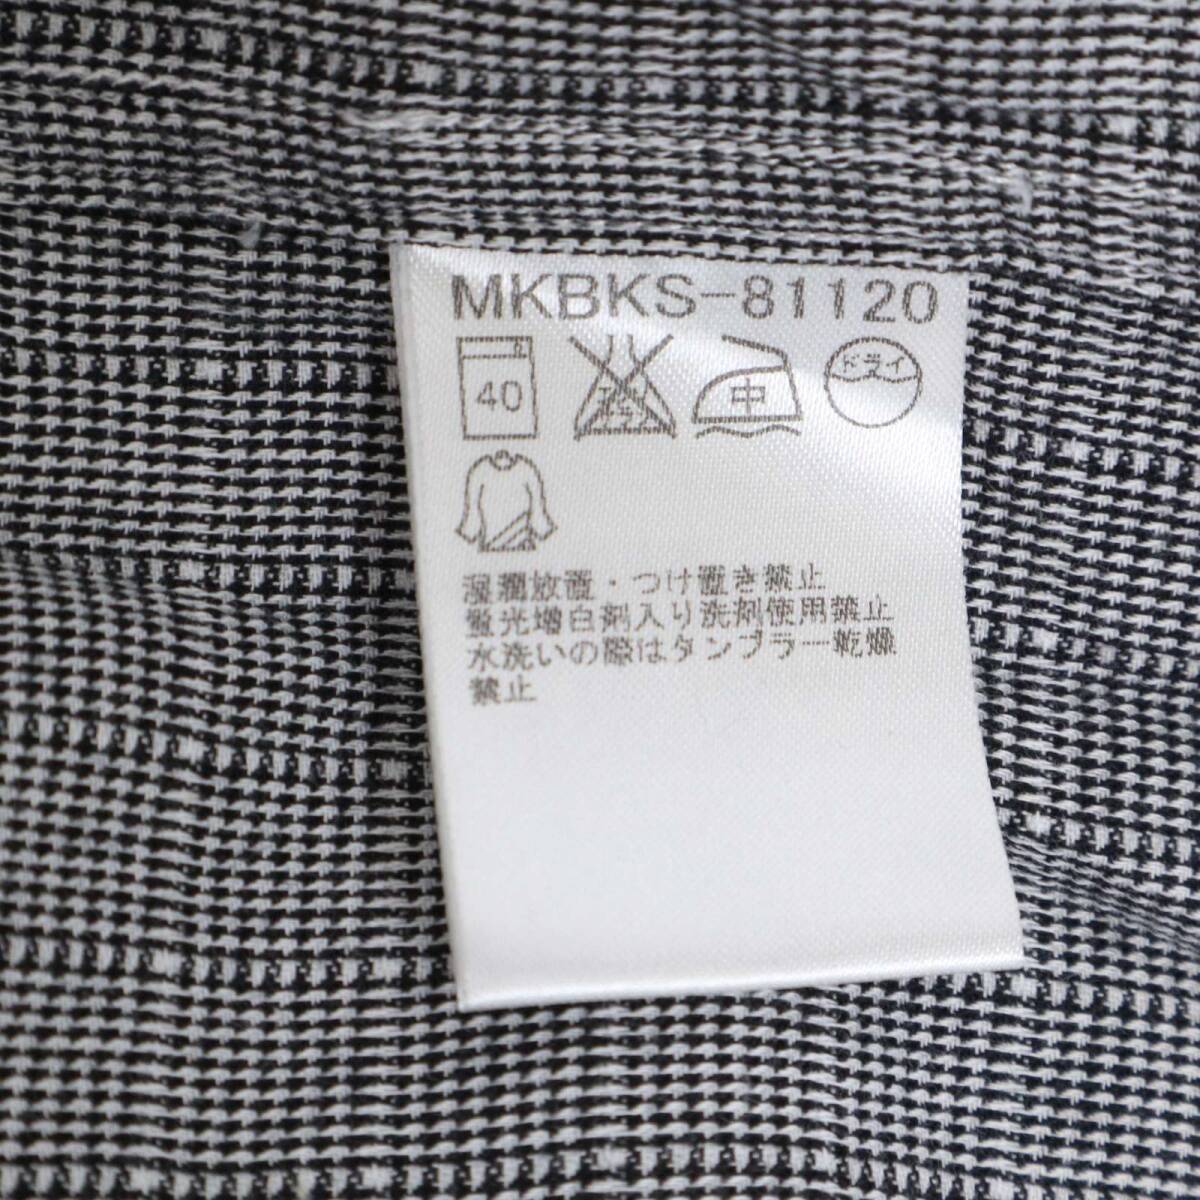 MKBKS-81120
40 中 ドライ
湿潤放置・つけ置き禁止
蛍光増白剤入り洗剤使用禁止
水洗いの際はタンブラー乾燥
禁止